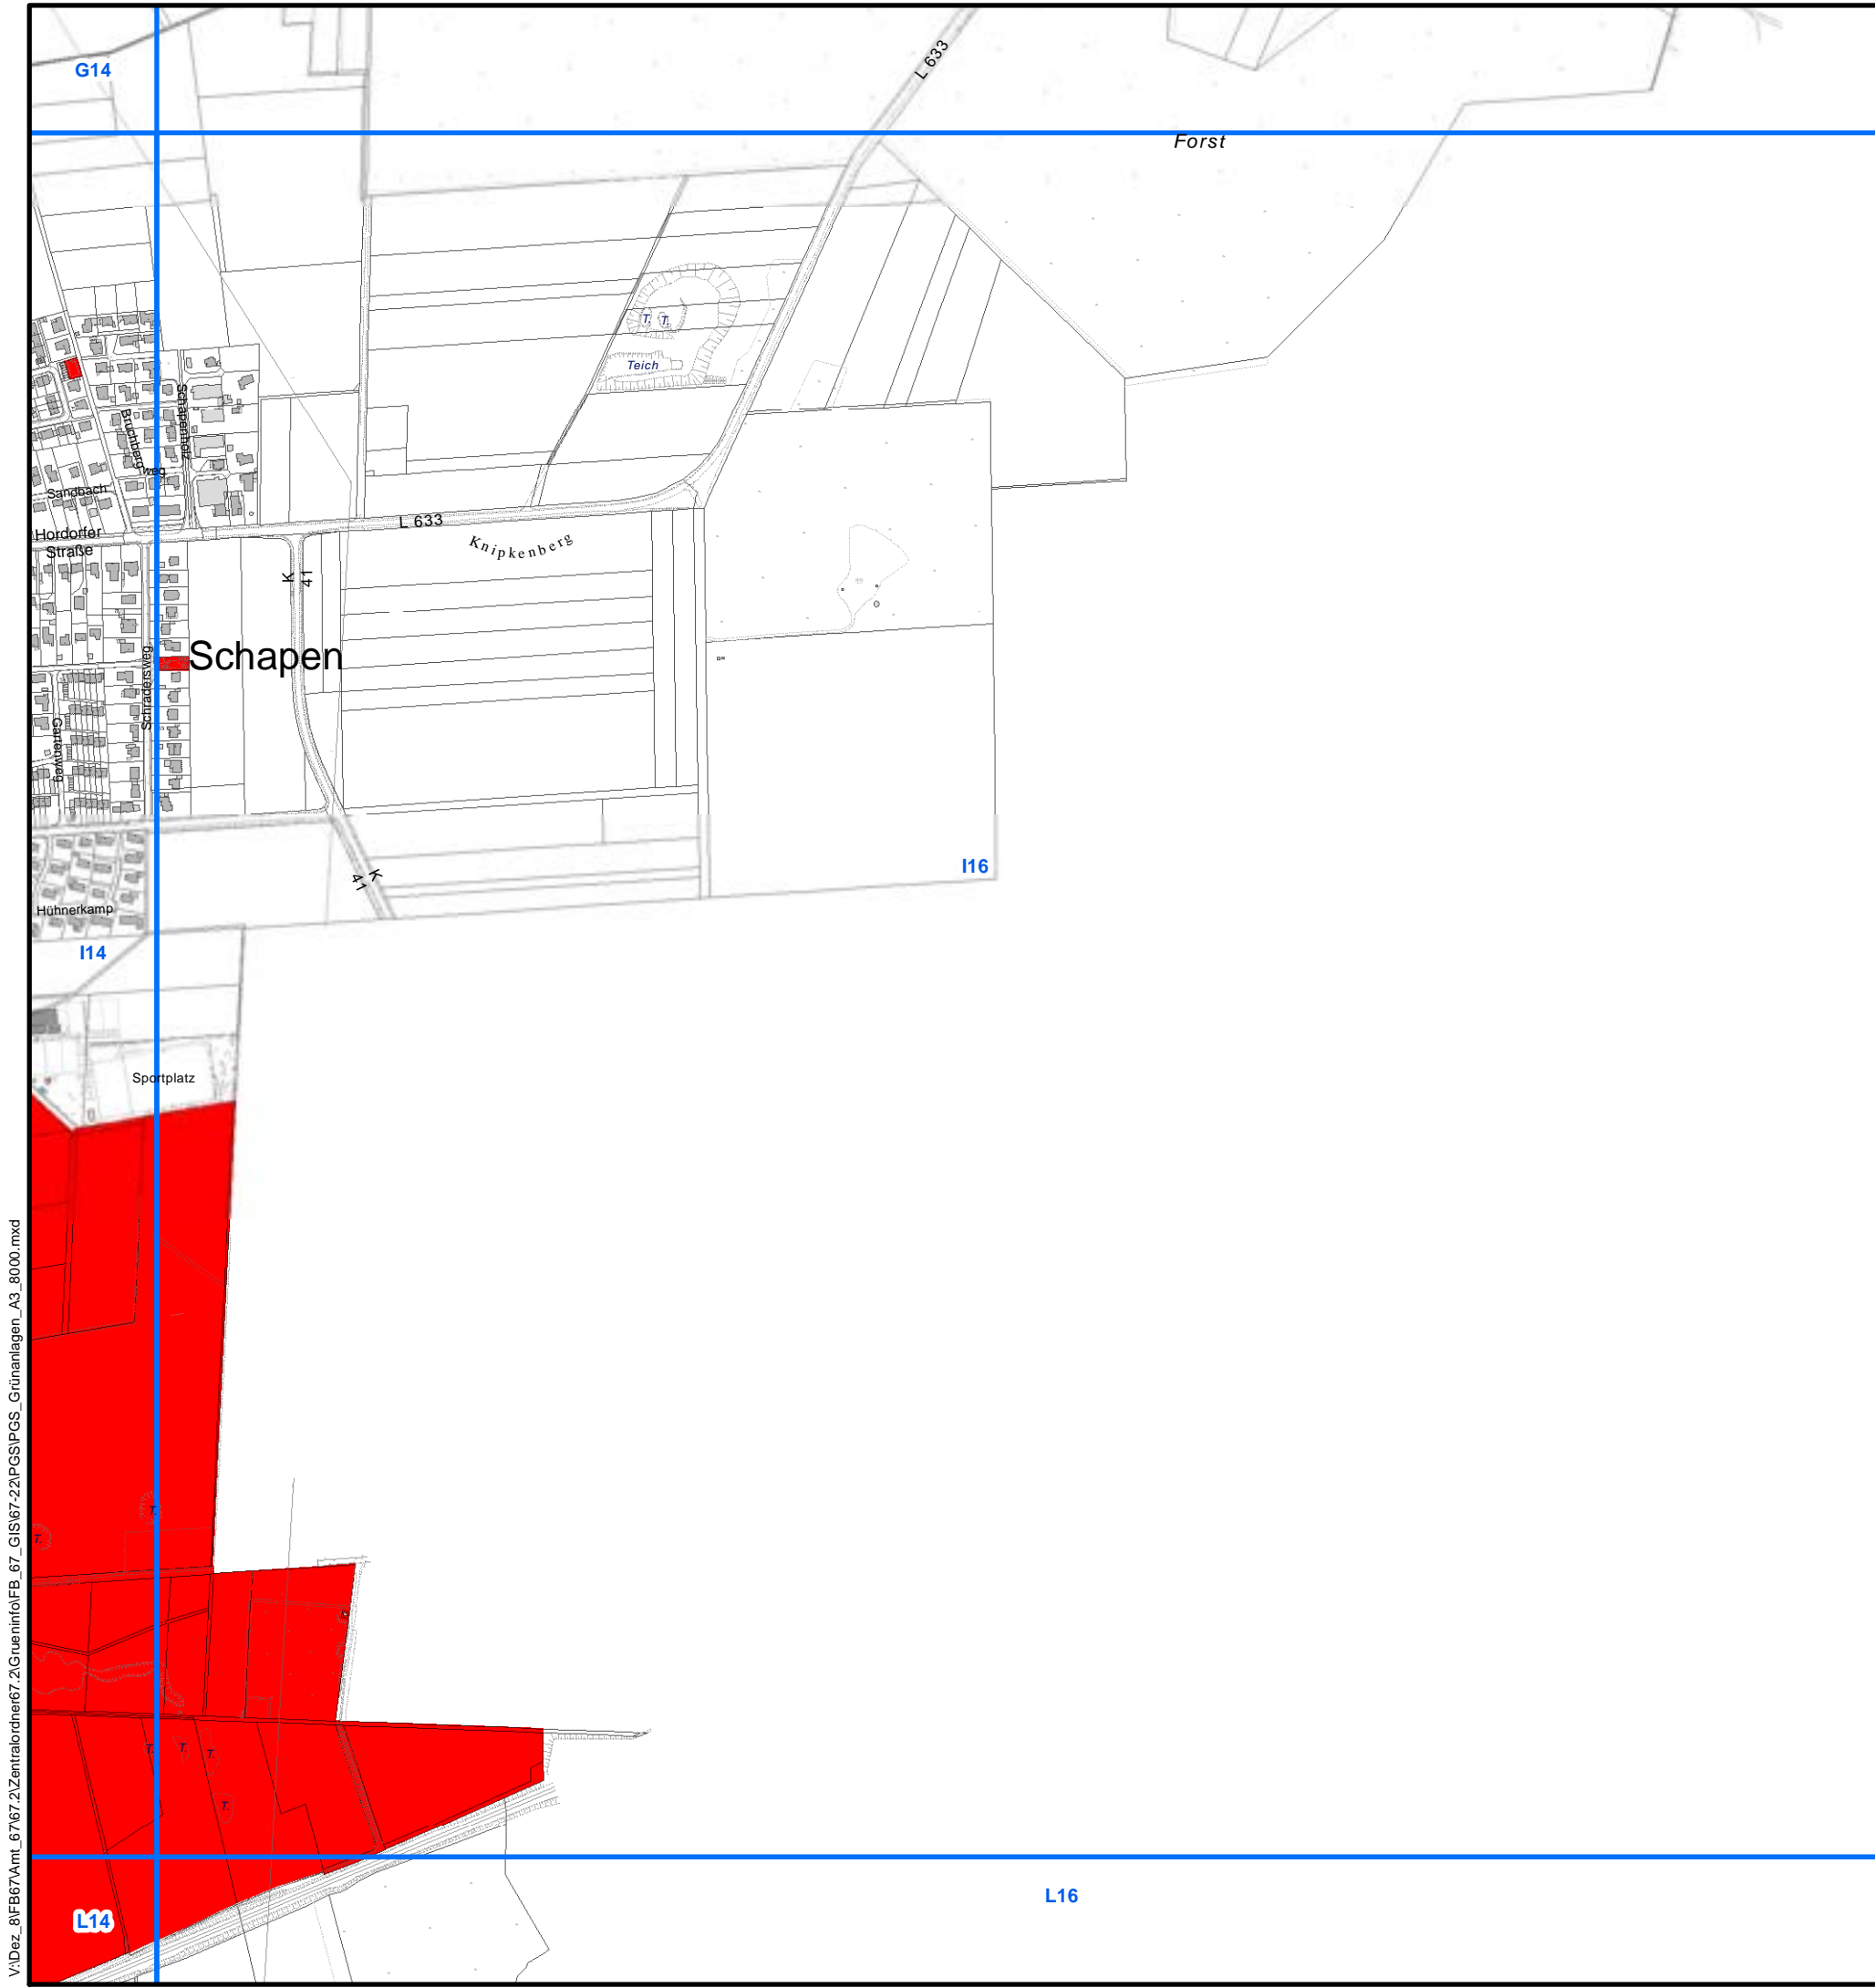 G14
L 633
Forst
T.
T.
Teich
Schapenholz
Bruchberg
weg
Sandbach
Hordorfer
Straße
L 633
Knipkenberg
K
41
Schapen
Schradersweg
Gartenweg
I16
K
41
Hühnerkamp
I14
Sportplatz
T.
T.
T.
T.
T.
T.
L14
L16
V:\Dez_8\FB67\Amt_67\67.2\Zentralordner67.2\Grueninfo\FB_67_GIS\67-22\PGS\PGS_Grünanlagen_A3_8000.mxd